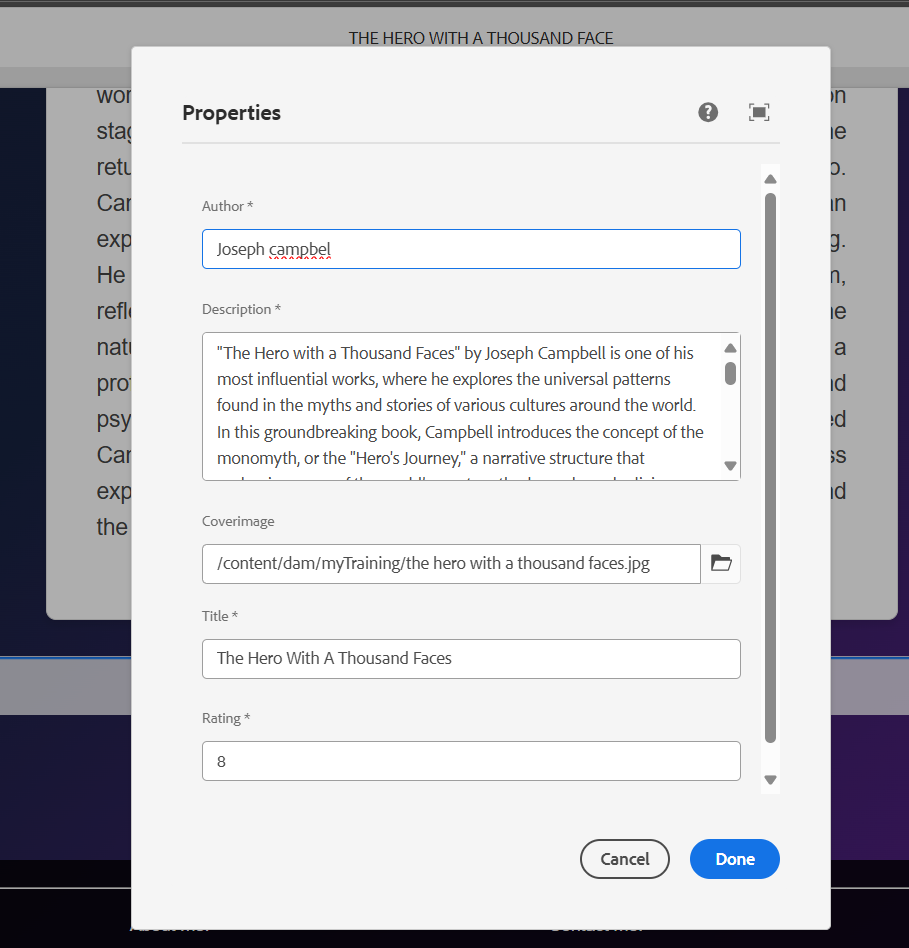 THE HERO WITH A THOUSAND FACE
Properties
Author *
Joseph campbel
Description *
"The Hero with a Thousand Faces" by Joseph Campbell is one of his
most influential works, where he explores the universal patterns
found in the myths and stories of various cultures around the world.
In this groundbreaking book, Campbell introduces the concept of the
monomyth, or the "Hero's Journey," a narrative structure that
Coverimage
/content/dam/myTraining/the hero with a thousand faces.jpg
Title *
The Hero With A Thousand Faces
Rating *
8
Cancel
Done